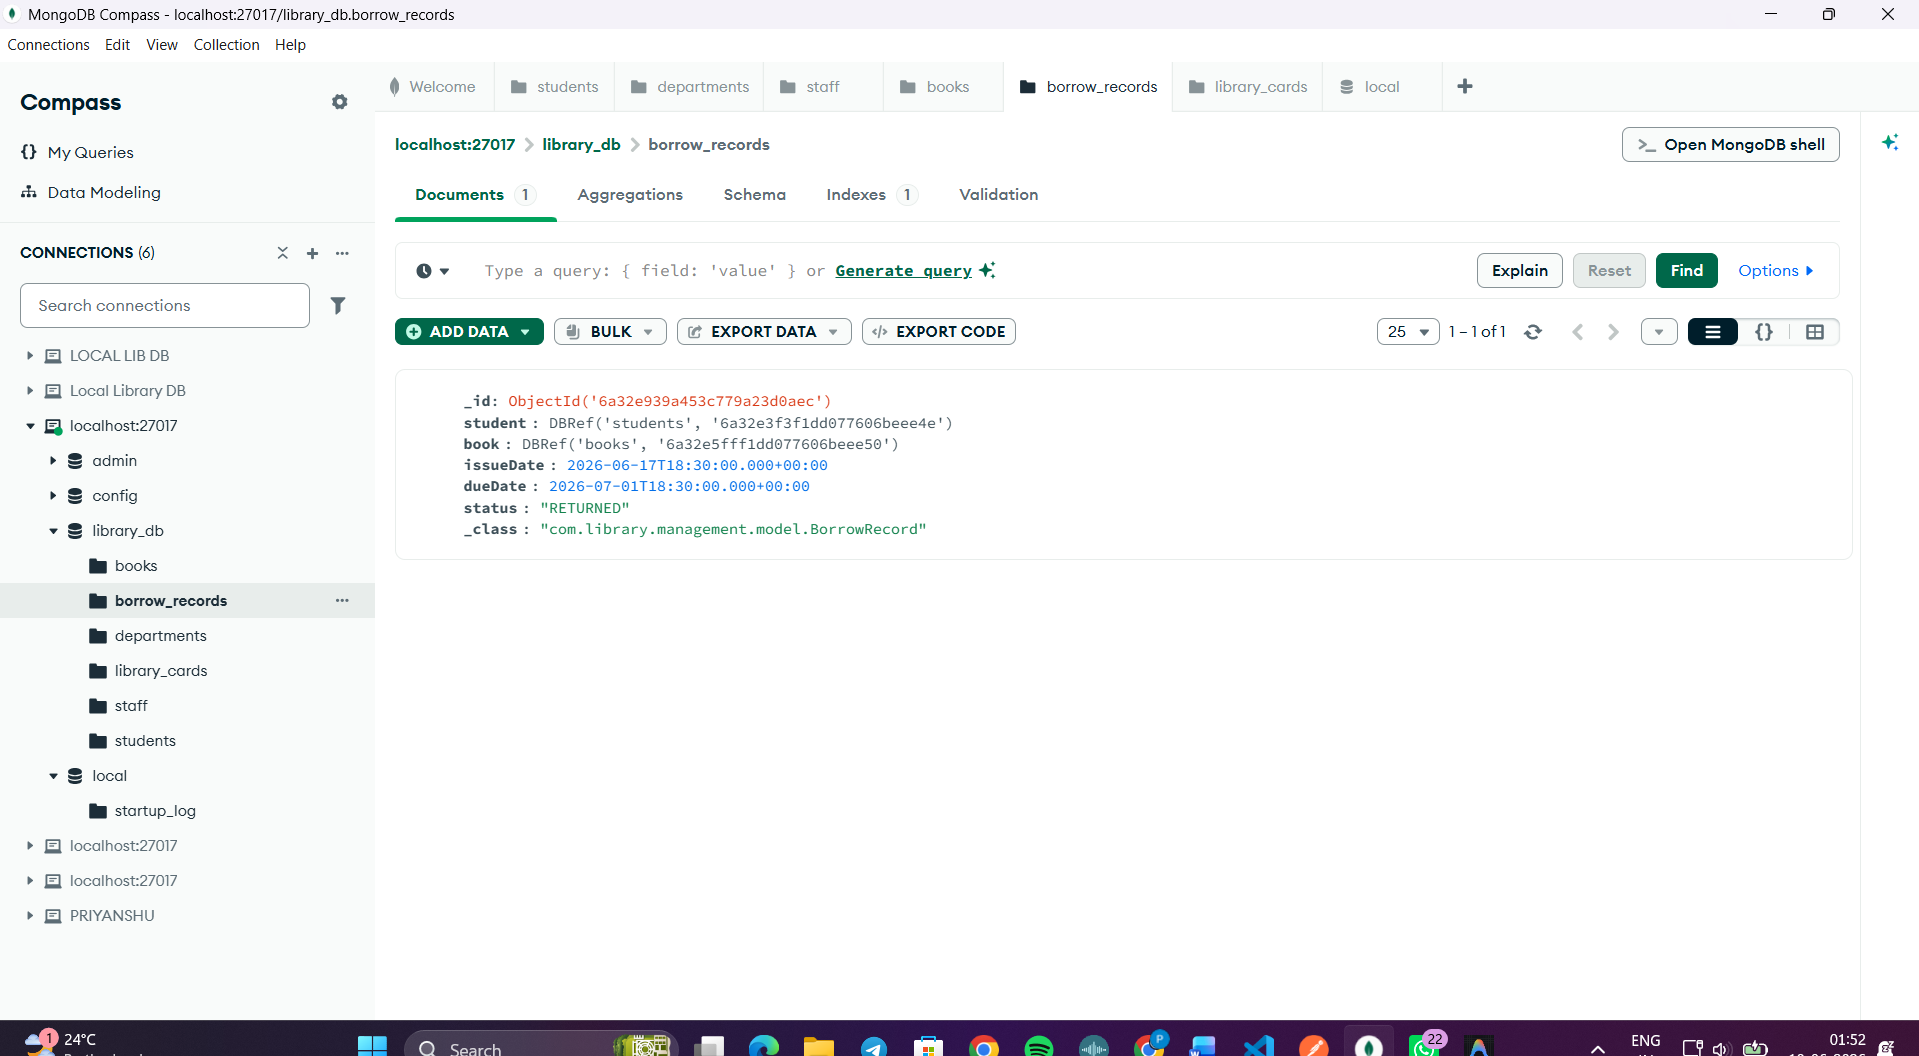 MongoDB Compass - localhost:27017/library_db.borrow_records
Connections Edit View Collection Help
Compass
My Queries
Data Modeling
CONNECTIONS (6)
Search connections
LOCAL LIB DB
Local Library DB
localhost:27017
admin
config
library_db
books
borrow_records
departments
library_cards
staff
students
local
startup_log
localhost:27017
localhost:27017
PRIYANSHU
Welcome students departments staff books borrow_records library_cards local
localhost:27017 library_db borrow_records
Open MongoDB shell
Documents 1 Aggregations Schema Indexes 1 Validation
Type a query: { field: 'value' } or Generate query
Explain Reset Find Options
ADD DATA BULK EXPORT DATA EXPORT CODE
25 1 – 1 of 1
_id: ObjectId('6a32e939a453c779a23d0aec')
student : DBRef('students', '6a32e3f3f1dd077606beee4e')
book : DBRef('books', '6a32e5fff1dd077606beee50')
issueDate : 2026-06-17T18:30:00.000+00:00
dueDate : 2026-07-01T18:30:00.000+00:00
status : "RETURNED"
_class : "com.library.management.model.BorrowRecord"
1
24°C
Search
P
22
ENG
01:52